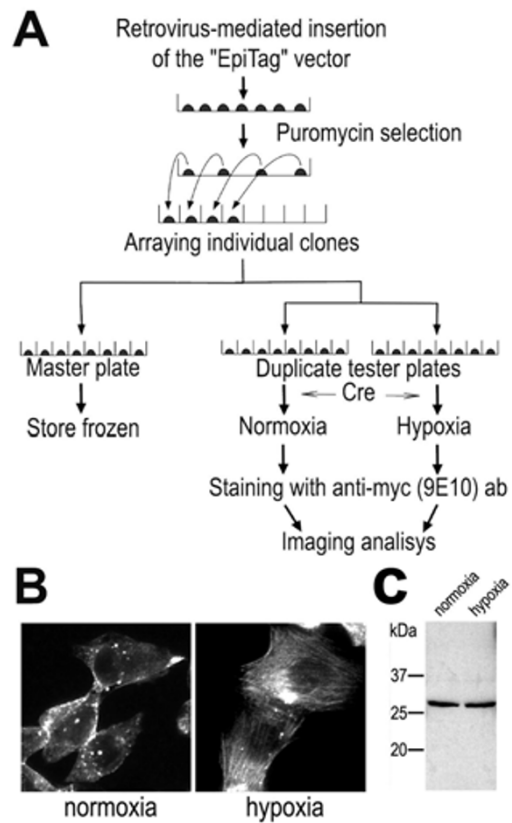 A
Retrovirus-mediated insertion
of the "EpiTag" vector
Puromycin selection
Arraying individual clones
Master plate
Duplicate tester plates
Cre
Store frozen
Normoxia
Hypoxia
Staining with anti-myc (9E10) ab
Imaging analisys
B
normoxia
hypoxia
C
normoxia
hypoxia
kDa
37
25
20